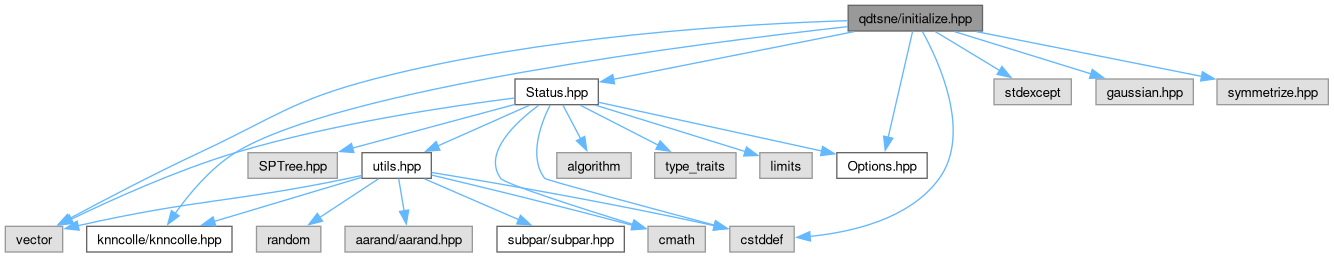 qdtsne/initialize.hpp
Status.hpp
stdexcept
gaussian.hpp
symmetrize.hpp
SPTree.hpp
utils.hpp
algorithm
type_traits
limits
Options.hpp
vector
knncolle/knncolle.hpp
random
aarand/aarand.hpp
subpar/subpar.hpp
cmath
cstddef